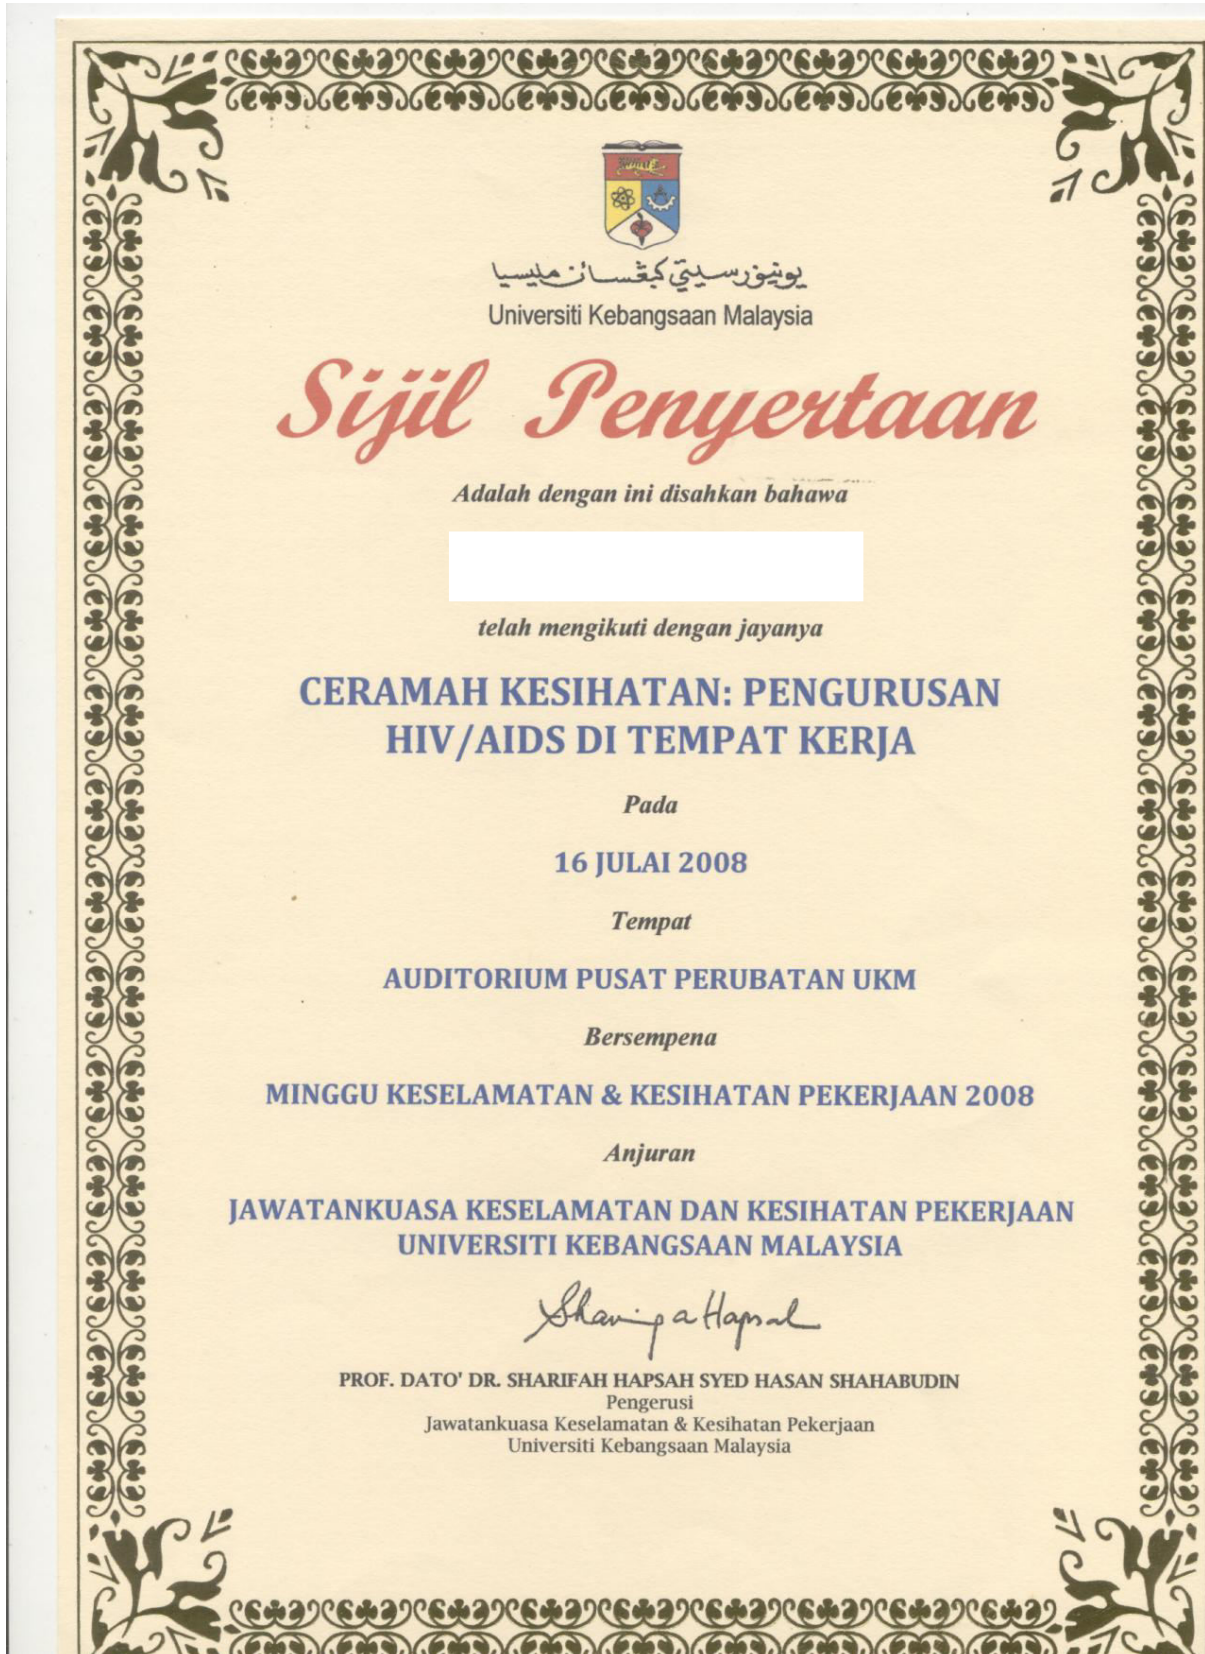 يونيۏرسيتي كبڠسأن مليسيا
Universiti Kebangsaan Malaysia
Sijil Penyertaan
Adalah dengan ini disahkan bahawa
telah mengikuti dengan jayanya
CERAMAH KESIHATAN: PENGURUSAN
HIV/AIDS DI TEMPAT KERJA
Pada
16 JULAI 2008
Tempat
AUDITORIUM PUSAT PERUBATAN UKM
Bersempena
MINGGU KESELAMATAN & KESIHATAN PEKERJAAN 2008
Anjuran
JAWATANKUASA KESELAMATAN DAN KESIHATAN PEKERJAAN
UNIVERSITI KEBANGSAAN MALAYSIA
Sharifa Hapsah
PROF. DATO' DR. SHARIFAH HAPSAH SYED HASAN SHAHABUDIN
Pengerusi
Jawatankuasa Keselamatan & Kesihatan Pekerjaan
Universiti Kebangsaan Malaysia